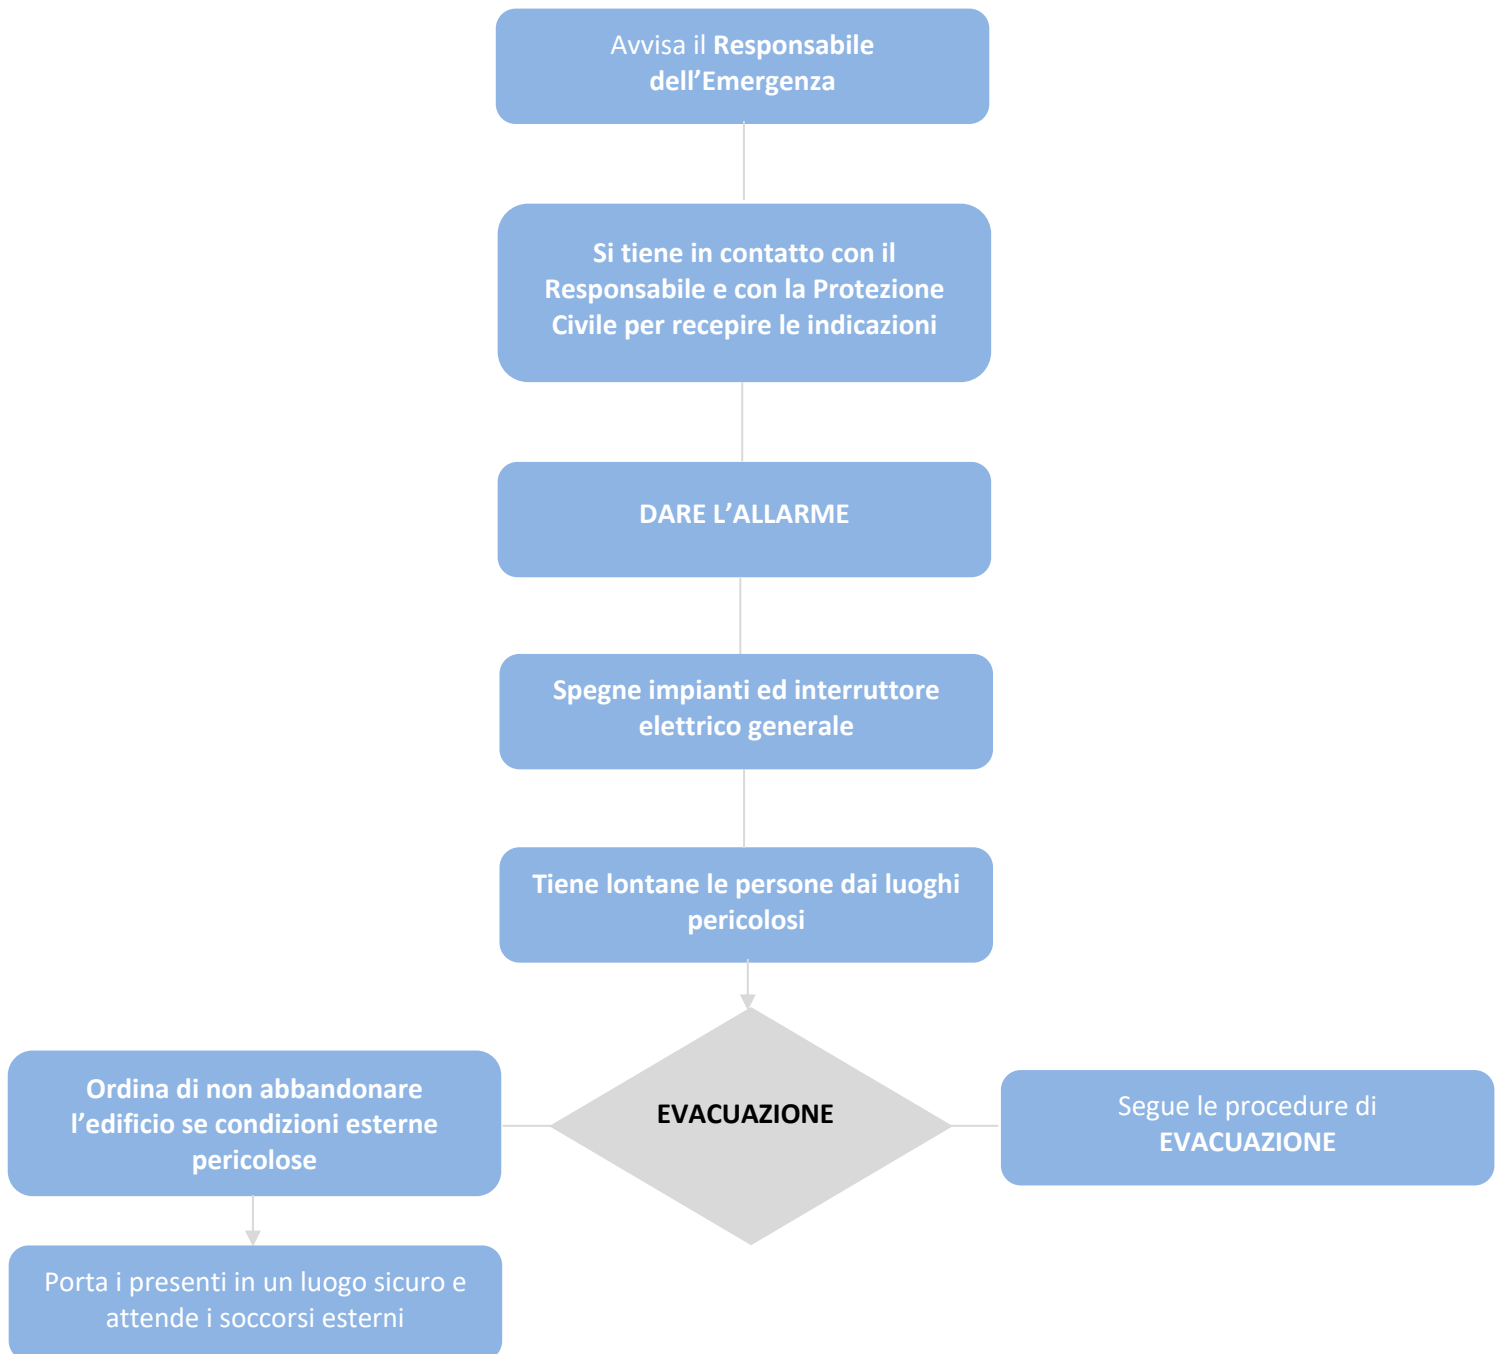 Avvisa il Responsabile
dell’Emergenza
Si tiene in contatto con il
Responsabile e con la Protezione
Civile per recepire le indicazioni
DARE L’ALLARME
Spegne impianti ed interruttore
elettrico generale
Tiene lontane le persone dai luoghi
pericolosi
EVACUAZIONE
Ordina di non abbandonare
l’edificio se condizioni esterne
pericolose
Segue le procedure di
EVACUAZIONE
Porta i presenti in un luogo sicuro e
attende i soccorsi esterni